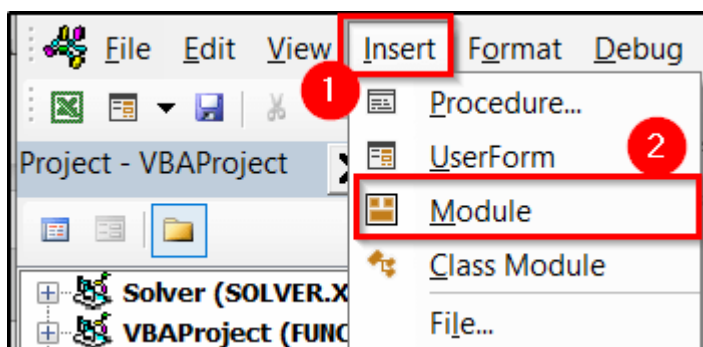 File Edit View Insert Format Debug
1
Procedure...
Project - VBAProject
UserForm
2
Module
Class Module
Solver (SOLVER.X
File...
VBAProject (FUNC